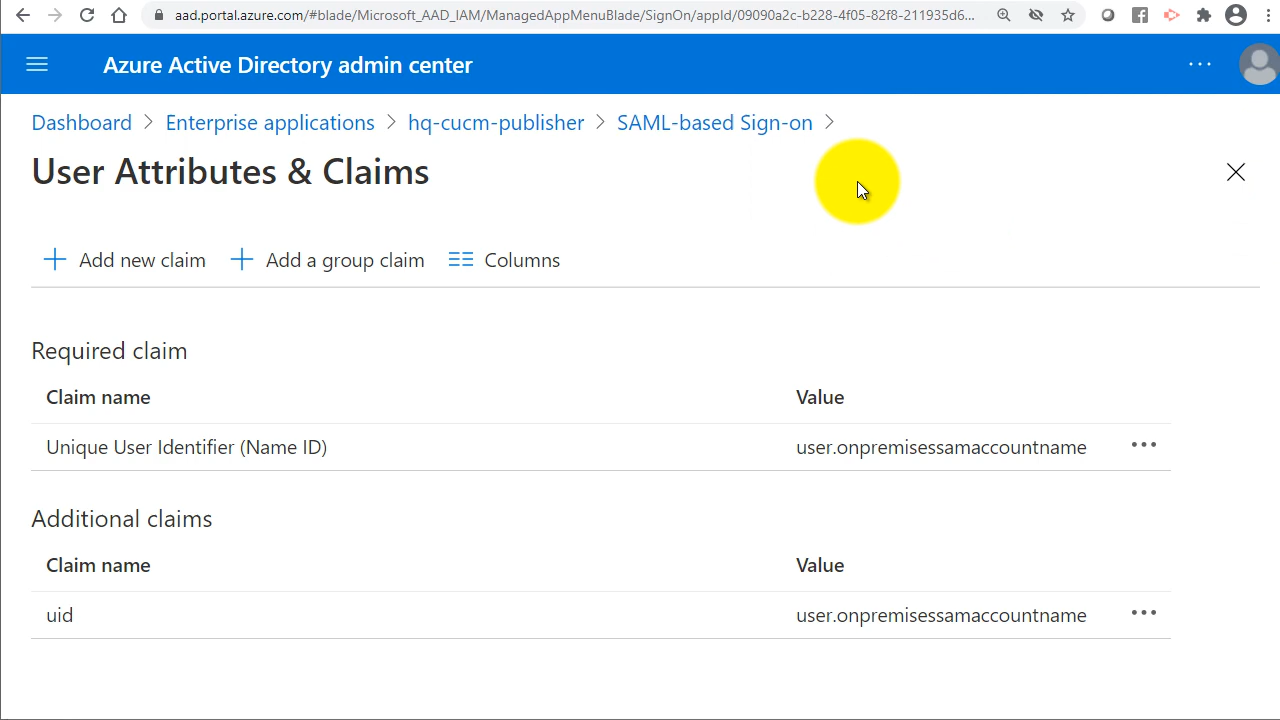 aad.portal.azure.com/#blade/Microsoft_AAD_IAM/ManagedAppMenuBlade/SignOn/appId/09090a2c-b228-4f05-82f8-211935d6...
Azure Active Directory admin center
Dashboard > Enterprise applications > hq-cucm-publisher > SAML-based Sign-on >
User Attributes & Claims
Add new claim Add a group claim Columns
Required claim
Claim name Value
Unique User Identifier (Name ID) user.onpremisessamaccountname
Additional claims
Claim name Value
uid user.onpremisessamaccountname